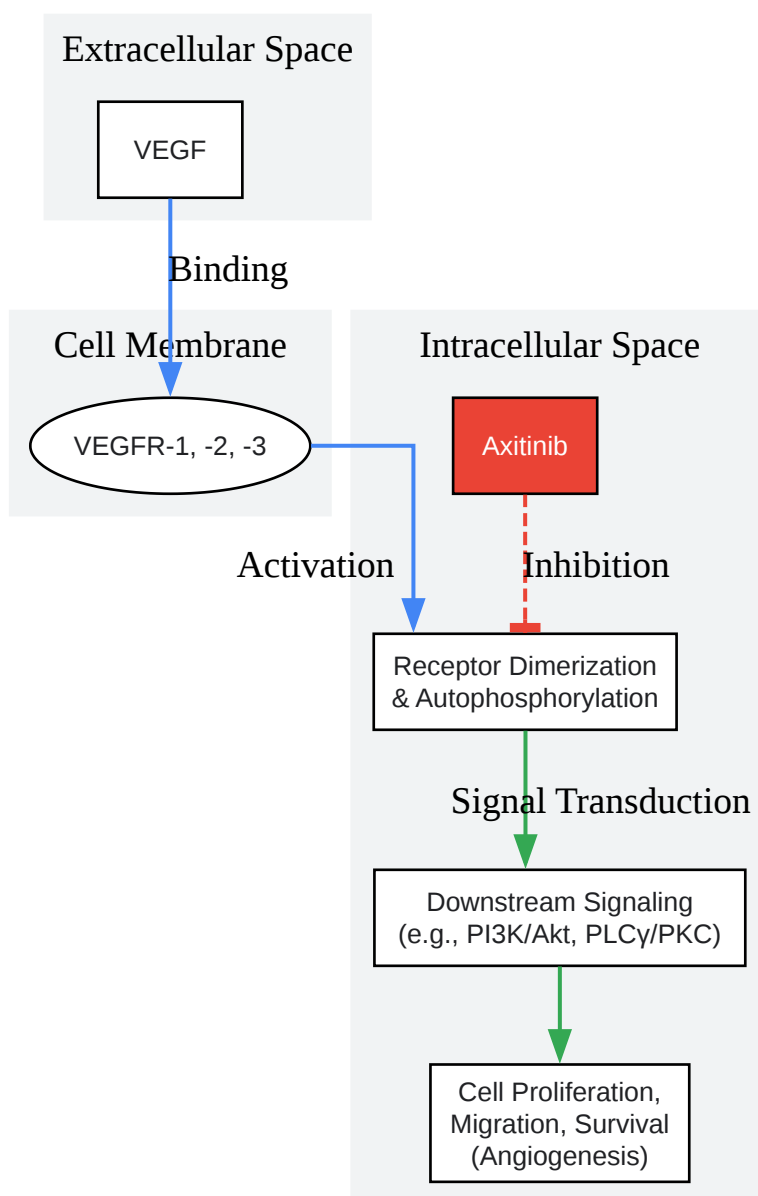 Extracellular Space
VEGF
Binding
Cell Membrane
VEGFR-1, -2, -3
Intracellular Space
Axitinib
Activation
Inhibition
Receptor Dimerization
& Autophosphorylation
Signal Transduction
Downstream Signaling
(e.g., PI3K/Akt, PLCγ/PKC)
Cell Proliferation,
Migration, Survival
(Angiogenesis)